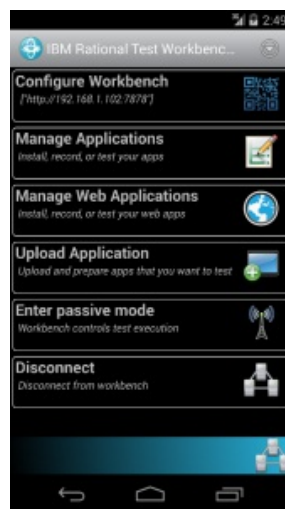 2:49
IBM Rational Test Workbenc...
Configure Workbench
["http://192.168.1.102:7878"]
Manage Applications
Install, record, or test your apps
Manage Web Applications
Install, record, or test your web apps
Upload Application
Upload and prepare apps that you want to test
Enter passive mode
Workbench controls test execution
Disconnect
Disconnect from workbench